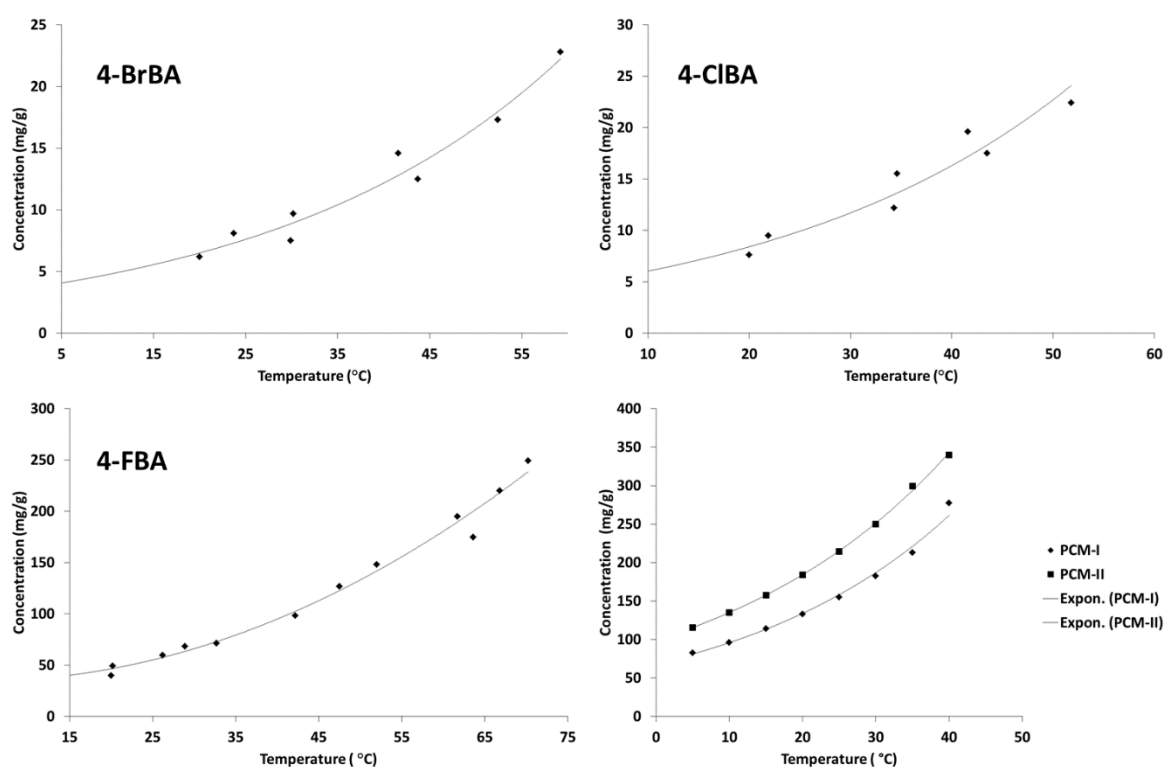 4-BrBA
Concentration (mg/g)
25
20
15
10
5
0
5 15 25 35 45 55
Temperature (°C)
4-ClBA
Concentration (mg/g)
30
25
20
15
10
5
0
10 20 30 40 50 60
Temperature (°C)
4-FBA
Concentration (mg/g)
300
250
200
150
100
50
0
15 25 35 45 55 65 75
Temperature ( °C)
Concentration (mg/g)
400
350
300
250
200
150
100
50
0
0 10 20 30 40 50
Temperature ( °C)
PCM-I
PCM-II
Expon. (PCM-I)
Expon. (PCM-II)